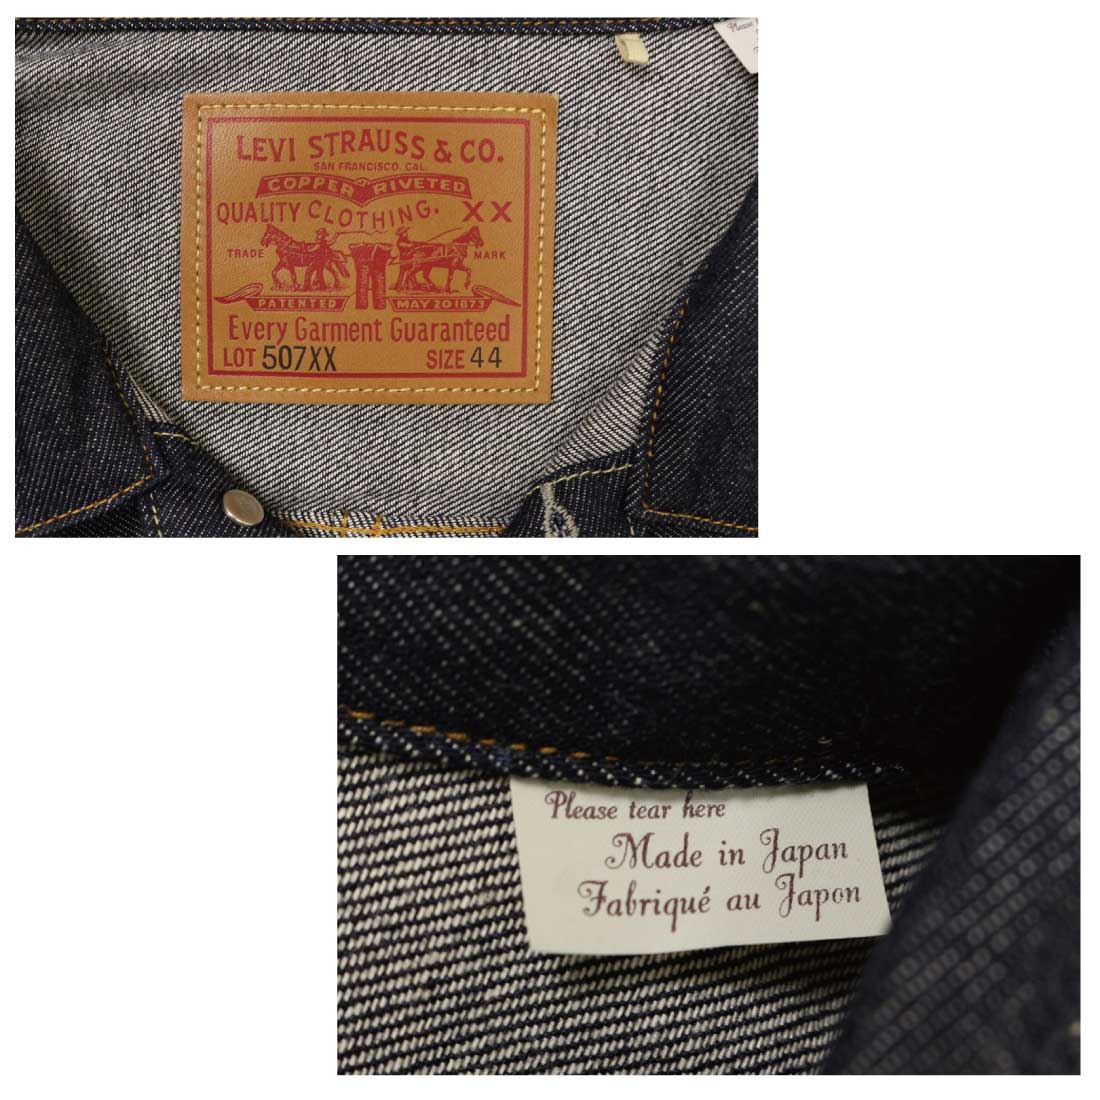 Please
LEVI STRAUSS & CO.
SAN FRANCISCO, CAL.
COPPER RIVETED
QUALITY CLOTHING. XX
TRADE MARK
PATENTED MAY 20 1873
Every Garment Guaranteed
LOT 507XX SIZE 44
Please tear here
Made in Japan
Fabriqué au Japon